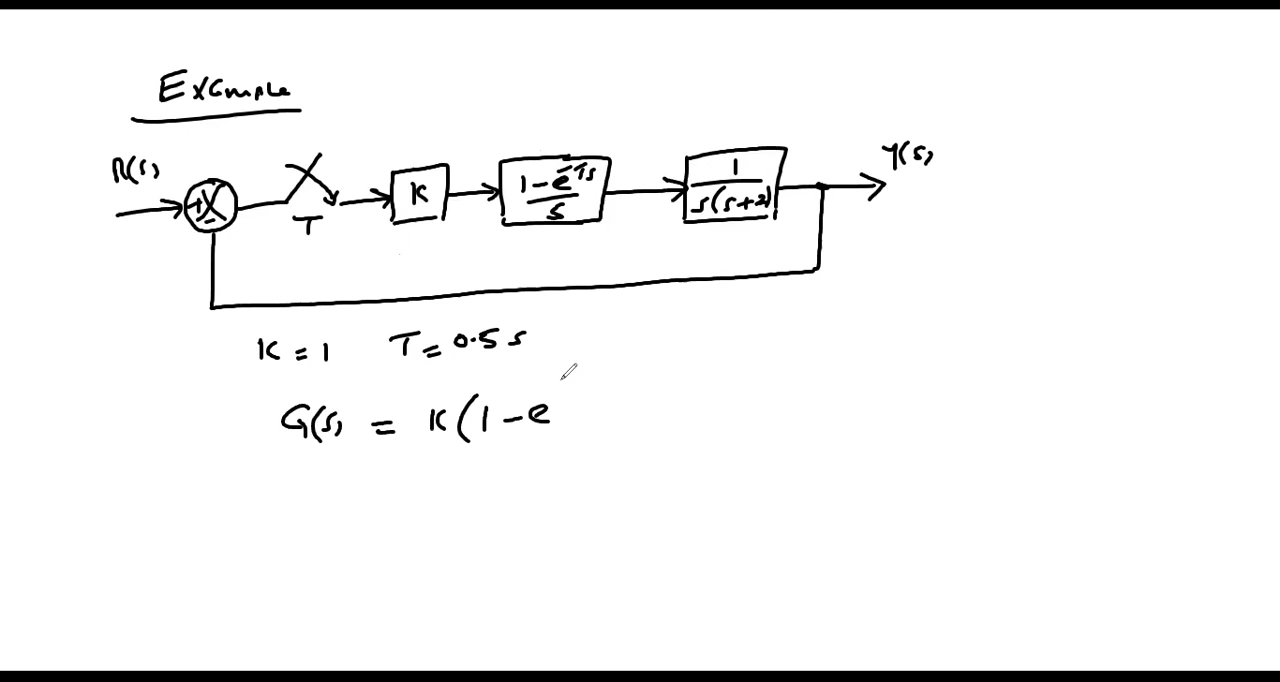 Example
R(s)
+
-
T
K
1-e^-Ts
s
1
s(s+2)
Y(s)
K = 1 T = 0.5 s
G(s) = K(1-e